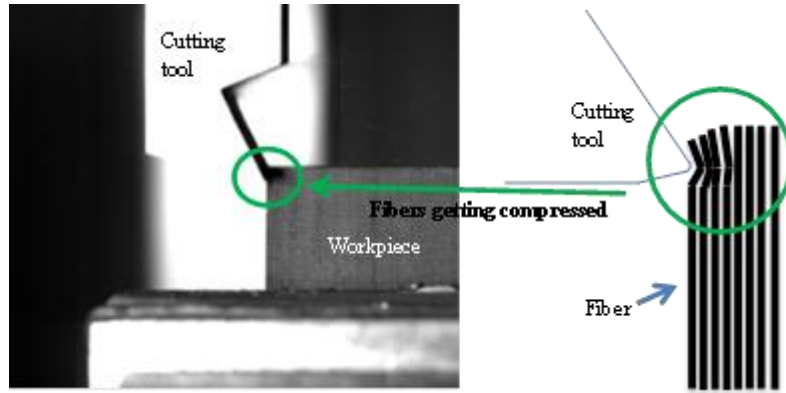 Cutting
tool
Cutting
tool
Fibers getting compressed
Workpiece
Fiber